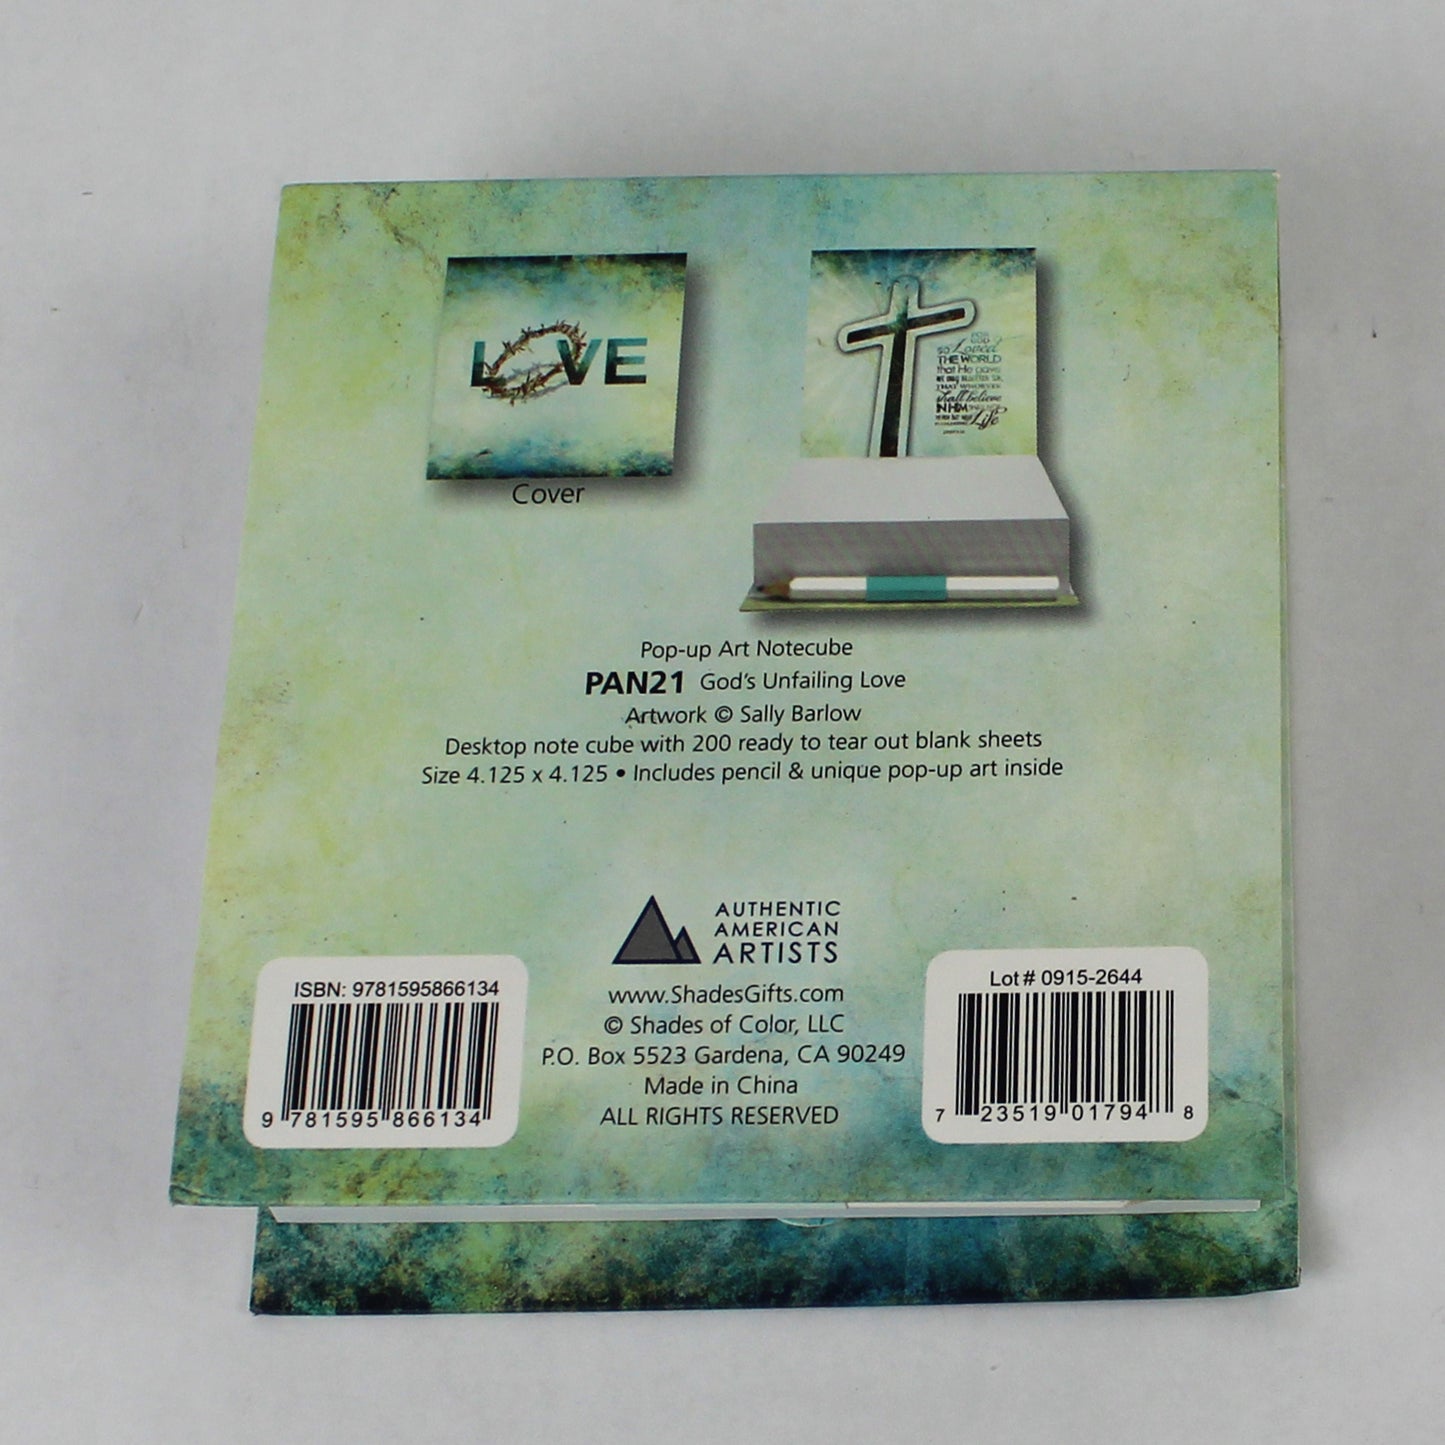 LOVE
FOR
GOD
SO Loved
THE WORLD
that He gave
shall believe
IN HIM
Life
Cover
Pop-up Art Notecube
PAN21 God's Unfailing Love
Artwork © Sally Barlow
Desktop note cube with 200 ready to tear out blank sheets
Size 4.125 x 4.125 • Includes pencil & unique pop-up art inside
AUTHENTIC
AMERICAN
ARTISTS
www.ShadesGifts.com
© Shades of Color, LLC
P.O. Box 5523 Gardena, CA 90249
Made in China
ALL RIGHTS RESERVED
ISBN: 9781595866134
9 781595 866134
Lot # 0915-2644
7 23519 01794 8